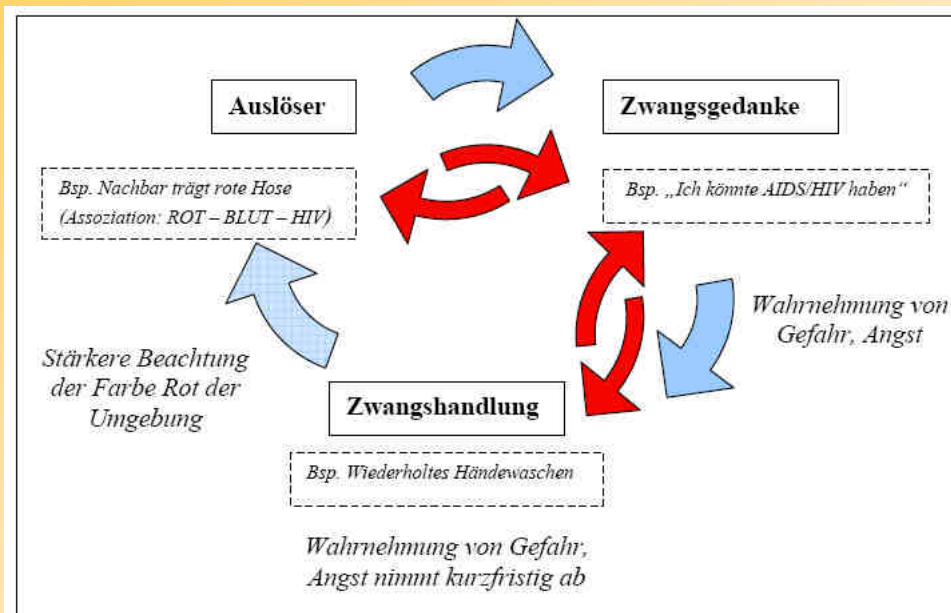 Auslöser
Zwangsgedanke
Bsp. Nachbar trägt rote Hose
(Assoziation: ROT – BLUT – HIV)
Bsp. „Ich könnte AIDS/HIV haben“
Wahrnehmung von
Gefahr, Angst
Stärkere Beachtung
der Farbe Rot der
Umgebung
Zwangshandlung
Bsp. Wiederholtes Händewaschen
Wahrnehmung von Gefahr,
Angst nimmt kurzfristig ab